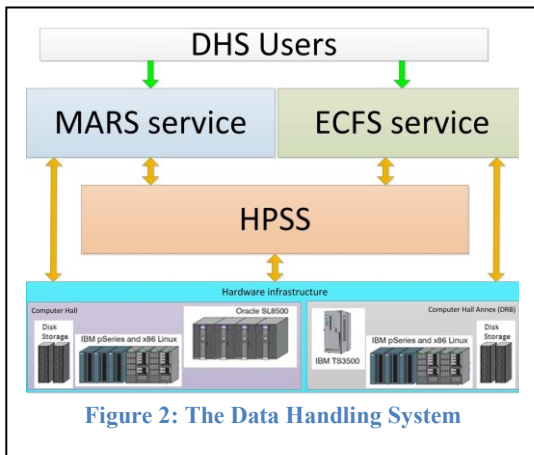 DHS Users
MARS service
ECFS service
HPSS
Hardware infrastructure
Computer Hall
Oracle SL8500
Disk
Storage
IBM pSeries and x86 Linux
Computer Hall Annex (DRB)
IBM TS3500
IBM pSeries and x86 Linux
Disk
Storage
Figure 2: The Data Handling System